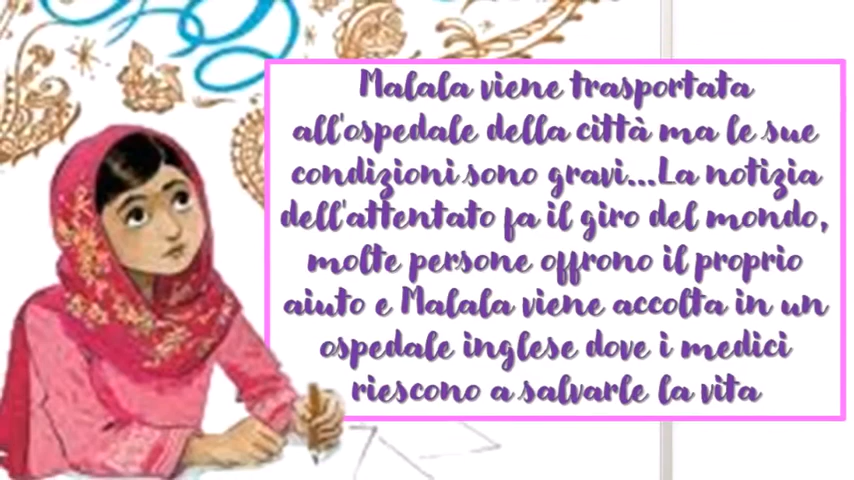 Malala viene trasportata
all'ospedale della città ma le sue
condizioni sono gravi...La notizia
dell'attentato fa il giro del mondo,
molte persone offrono il proprio
aiuto e Malala viene accolta in un
ospedale inglese dove i medici
riescono a salvarle la vita